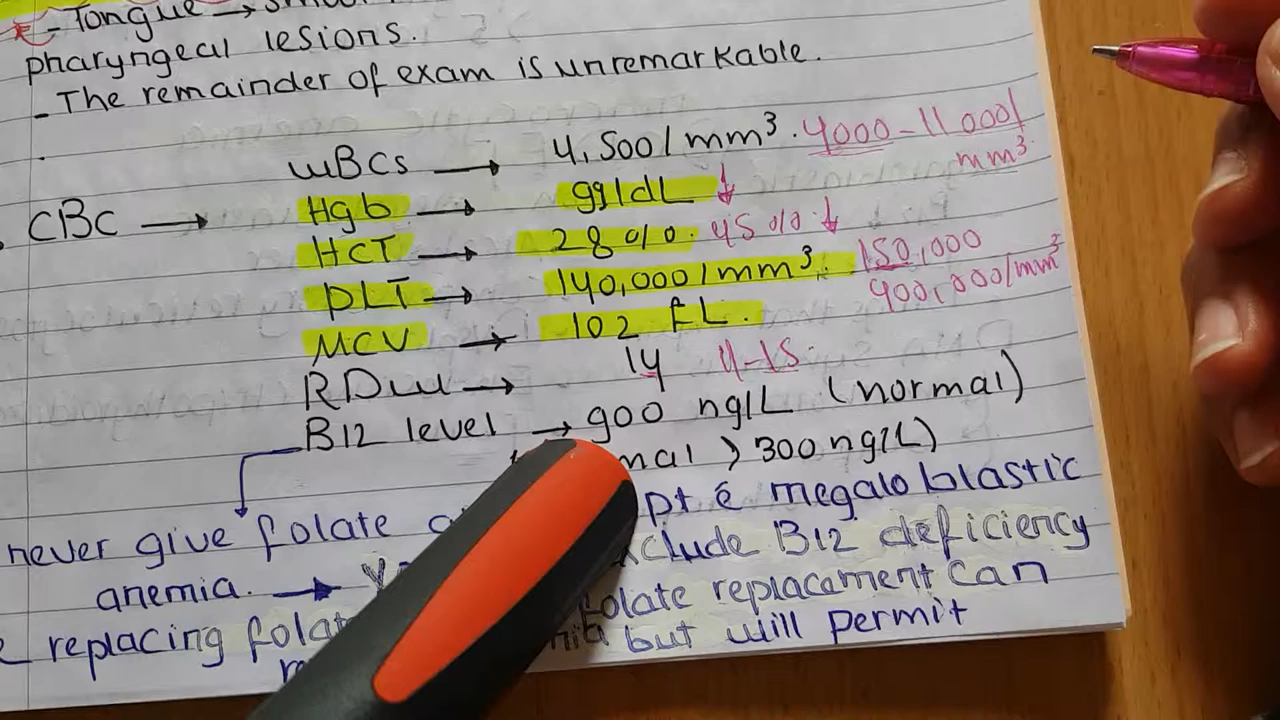 - Tongue → 
pharyngeal lesions.
- The remainder of exam is unremarkable.
WBCs → 4,500/mm³. 4000-11000/mm³
CBC → Hgb → 9g/dL ↓
HCT → 28%. 45%. ↓
PLT → 140,000/mm³. 150,000
400,000/mm³
MCV → 102 fL.
RDW → 14 11-15.
B12 level → 900 ng/L (normal)
mal > 300 ng/L)
never give folate pt č megaloblastic
anemia. → xclude B12 deficiency
replacing folat folate replacament can
but will permit